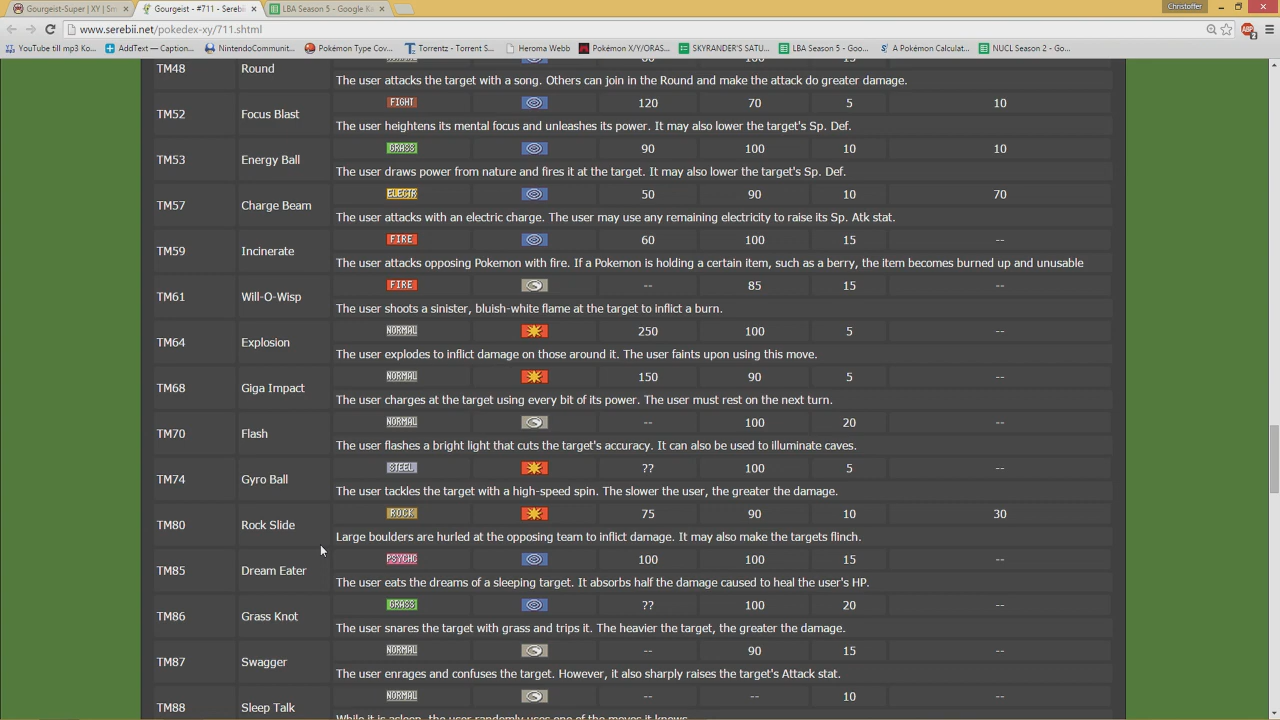 Gourgeist-Super | XY | Sm
Gourgeist - #711 - Serebii
LBA Season 5 - Google Ka
Christoffer
www.serebii.net/pokedex-xy/711.shtml
YouTube till mp3 Ko...
AddText — Caption...
NintendoCommunit...
Pokémon Type Cov...
Torrentz - Torrent S...
Heroma Webb
Pokémon X/Y/ORAS...
SKYRANDER'S SATU...
LBA Season 5 - Goo...
A Pokémon Calculat...
NUCL Season 2 - Go...
TM48 Round
The user attacks the target with a song. Others can join in the Round and make the attack do greater damage.
TM52 Focus Blast FIGHT 120 70 5 10
The user heightens its mental focus and unleashes its power. It may also lower the target's Sp. Def.
TM53 Energy Ball GRASS 90 100 10 10
The user draws power from nature and fires it at the target. It may also lower the target's Sp. Def.
TM57 Charge Beam ELECTR 50 90 10 70
The user attacks with an electric charge. The user may use any remaining electricity to raise its Sp. Atk stat.
TM59 Incinerate FIRE 60 100 15 --
The user attacks opposing Pokemon with fire. If a Pokemon is holding a certain item, such as a berry, the item becomes burned up and unusable
TM61 Will-O-Wisp FIRE -- 85 15 --
The user shoots a sinister, bluish-white flame at the target to inflict a burn.
TM64 Explosion NORMAL 250 100 5 --
The user explodes to inflict damage on those around it. The user faints upon using this move.
TM68 Giga Impact NORMAL 150 90 5 --
The user charges at the target using every bit of its power. The user must rest on the next turn.
TM70 Flash NORMAL -- 100 20 --
The user flashes a bright light that cuts the target's accuracy. It can also be used to illuminate caves.
TM74 Gyro Ball STEEL ?? 100 5 --
The user tackles the target with a high-speed spin. The slower the user, the greater the damage.
TM80 Rock Slide ROCK 75 90 10 30
Large boulders are hurled at the opposing team to inflict damage. It may also make the targets flinch.
TM85 Dream Eater PSYCHC 100 100 15 --
The user eats the dreams of a sleeping target. It absorbs half the damage caused to heal the user's HP.
TM86 Grass Knot GRASS ?? 100 20 --
The user snares the target with grass and trips it. The heavier the target, the greater the damage.
TM87 Swagger NORMAL -- 90 15 --
The user enrages and confuses the target. However, it also sharply raises the target's Attack stat.
TM88 Sleep Talk NORMAL -- -- 10 --
While it is asleep, the user randomly uses one of the moves it knows.